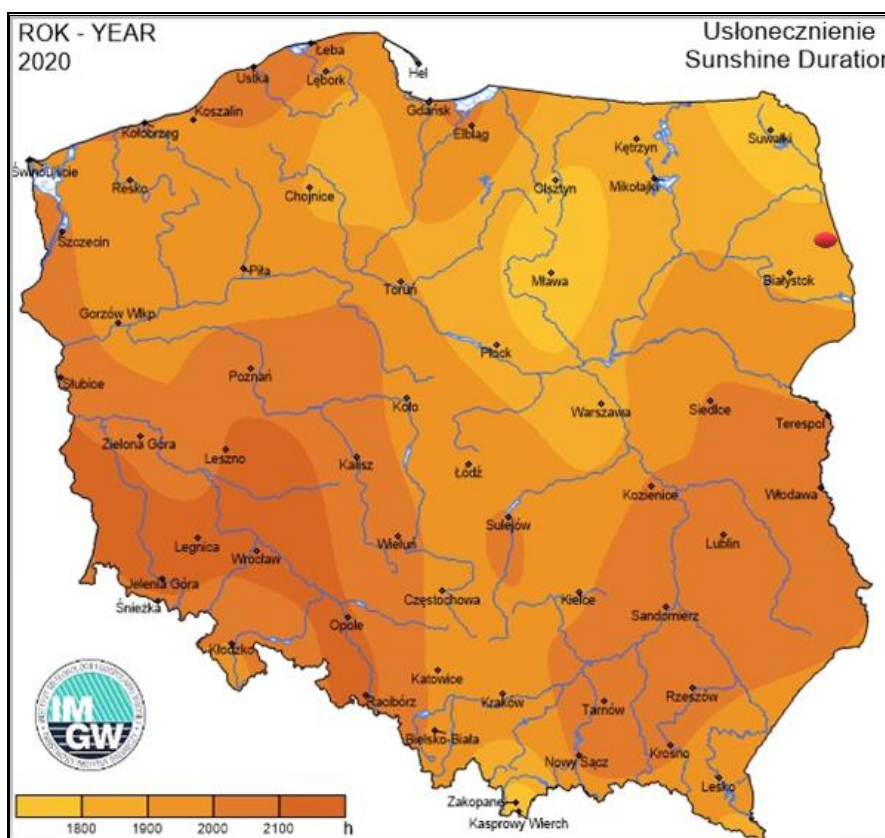 ROK - YEAR
2020
Usłonecznienie
Sunshine Duration
Łeba
Hel
Ustka
Lębork
Gdańsk
Koszalin
Kołobrzeg
Elbląg
Suwałki
Kętrzyn
Świnoujście
Resko
Chojnice
Olsztyn
Mikołajki
Szczecin
Piła
Toruń
Mława
Białystok
Gorzów Wlkp
Płock
Słubice
Poznań
Koło
Warszawa
Siedlce
Terespol
Zielona Góra
Leszno
Kalisz
Łódź
Kozienice
Włodawa
Sulejów
Legnica
Wrocław
Wieluń
Lublin
Jelenia Góra
Śnieżka
Częstochowa
Kielce
Sandomierz
Opole
Kłodzko
Katowice
Racibórz
Kraków
Tarnów
Rzeszów
Bielsko-Biała
Nowy Sącz
Krosno
Lesko
Zakopane
Kasprowy Wierch
IM
GW
1800 1900 2000 2100 h